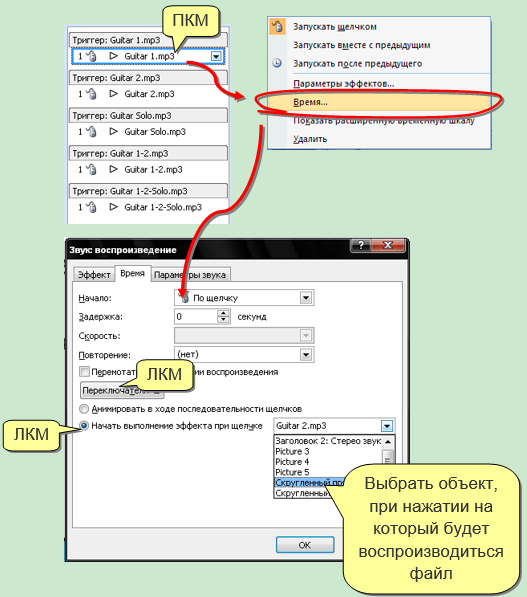 ПКМ
Триггер: Guitar 1.mp3
1 Guitar 1.mp3
Триггер: Guitar 2.mp3
1 Guitar 2.mp3
Триггер: Guitar Solo.mp3
1 Guitar Solo.mp3
Триггер: Guitar 1-2.mp3
1 Guitar 1-2.mp3
Триггер: Guitar 1-2-Solo.mp3
1 Guitar 1-2-Solo.mp3
Запускать щелчком
Запускать вместе с предыдущим
Запускать после предыдущего
Параметры эффектов...
Время...
Показать расширенную временную шкалу
Удалить
Звук: воспроизведение
Эффект Время Параметры звука
Начало: По щелчку
Задержка: 0 секунд
Скорость:
Повторение: (нет)
Перемотат ии воспроизведения
ЛКМ
Переключатели
Анимировать в ходе последовательности щелчков
ЛКМ
Начать выполнение эффекта при щелчке Guitar 2.mp3
Заголовок 2: Стерео звук
Picture 3
Picture 4
Picture 5
Скругленный пр
Скругленный
Выбрать объект,
при нажатии на
который будет
воспроизводиться
файл
OK